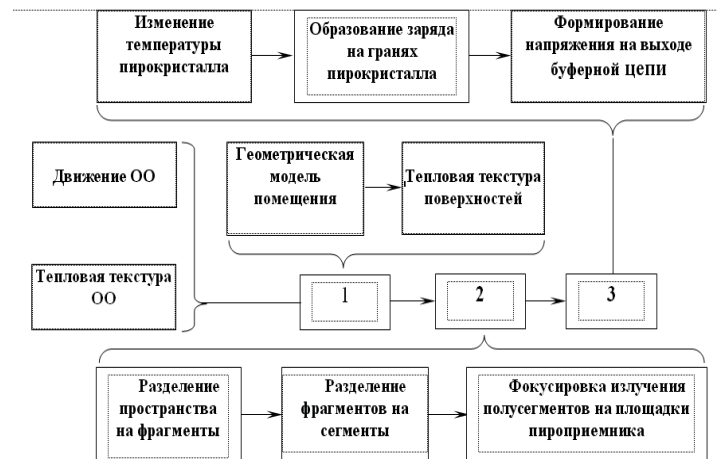 Изменение
температуры
пирокристалла
Образование заряда
на гранях
пирокристалла
Формирование
напряжения на выходе
буферной цепи
Движение ОО
Геометрическая
модель
помещения
Тепловая текстура
поверхностей
Тепловая текстура
ОО
1
2
3
Разделение
пространства
на фрагменты
Разделение
фрагментов на
сегменты
Фокусировка излучения
полусегментов на площадки
пироприемника